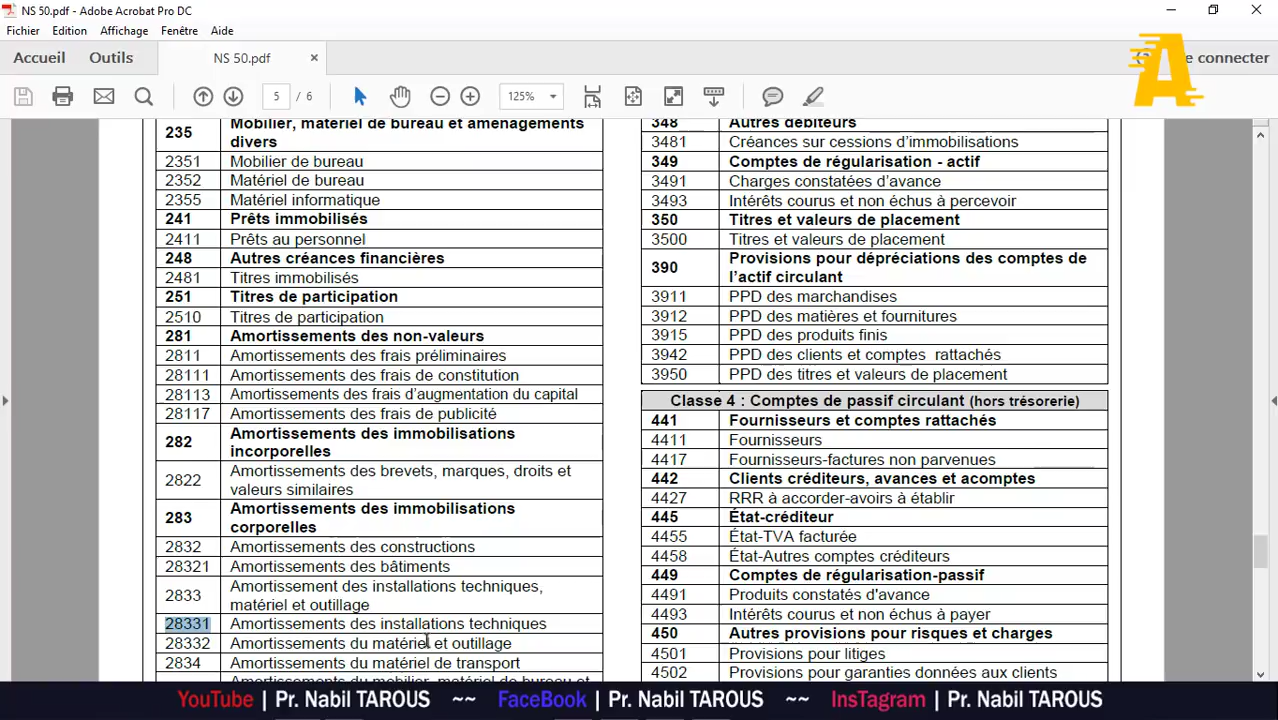 NS 50.pdf - Adobe Acrobat Pro DC
Fichier Edition Affichage Fenêtre Aide
Accueil Outils NS 50.pdf × connecter
A
5 / 6 125%
235 Mobilier, matériel de bureau et aménagements
divers
2351 Mobilier de bureau
2352 Matériel de bureau
2355 Matériel informatique
241 Prêts immobilisés
2411 Prêts au personnel
248 Autres créances financières
2481 Titres immobilisés
251 Titres de participation
2510 Titres de participation
281 Amortissements des non-valeurs
2811 Amortissements des frais préliminaires
28111 Amortissements des frais de constitution
28113 Amortissements des frais d’augmentation du capital
28117 Amortissements des frais de publicité
282 Amortissements des immobilisations
incorporelles
2822 Amortissements des brevets, marques, droits et
valeurs similaires
283 Amortissements des immobilisations
corporelles
2832 Amortissements des constructions
28321 Amortissements des bâtiments
2833 Amortissement des installations techniques,
matériel et outillage
28331 Amortissements des installations techniques
28332 Amortissements du matériel et outillage
2834 Amortissements du matériel de transport
Amortissements du mobilier, matériel de bureau et
348 Autres débiteurs
3481 Créances sur cessions d’immobilisations
349 Comptes de régularisation - actif
3491 Charges constatées d’avance
3493 Intérêts courus et non échus à percevoir
350 Titres et valeurs de placement
3500 Titres et valeurs de placement
390 Provisions pour dépréciations des comptes de
l’actif circulant
3911 PPD des marchandises
3912 PPD des matières et fournitures
3915 PPD des produits finis
3942 PPD des clients et comptes rattachés
3950 PPD des titres et valeurs de placement
Classe 4 : Comptes de passif circulant (hors trésorerie)
441 Fournisseurs et comptes rattachés
4411 Fournisseurs
4417 Fournisseurs-factures non parvenues
442 Clients créditeurs, avances et acomptes
4427 RRR à accorder-avoirs à établir
445 État-créditeur
4455 État-TVA facturée
4458 État-Autres comptes créditeurs
449 Comptes de régularisation-passif
4491 Produits constatés d'avance
4493 Intérêts courus et non échus à payer
450 Autres provisions pour risques et charges
4501 Provisions pour litiges
4502 Provisions pour garanties données aux clients
YouTube | Pr. Nabil TAROUS ~~ FaceBook | Pr. Nabil TAROUS ~~ InsTagram | Pr. Nabil TAROUS